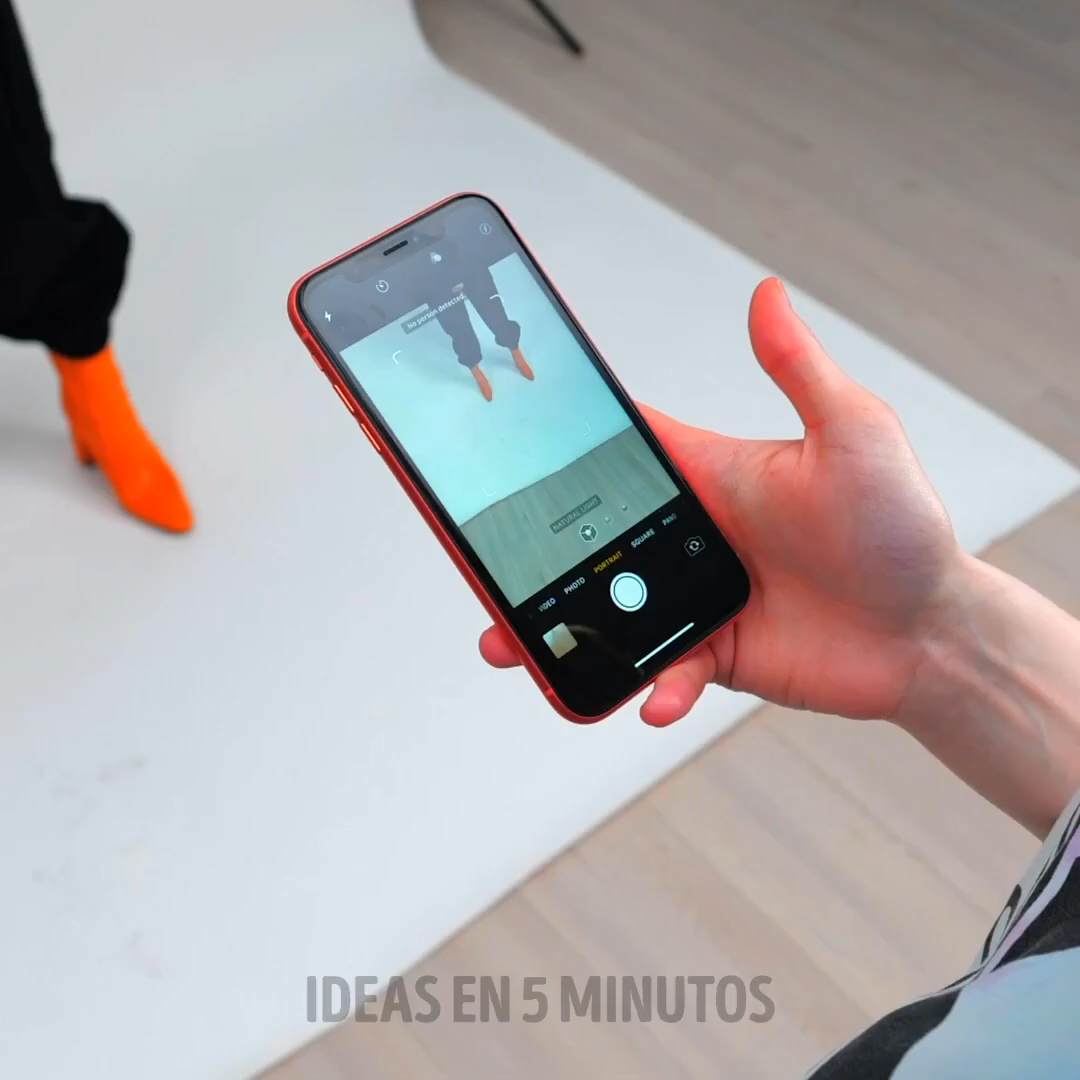 No person detected.
NATURAL LIGHT
VIDEO PHOTO PORTRAIT SQUARE PANO
IDEAS EN 5 MINUTOS